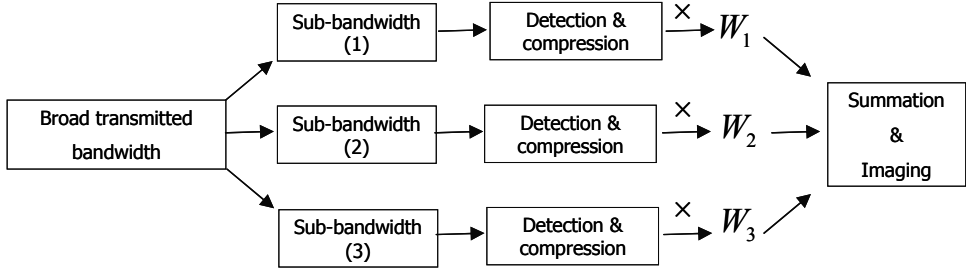 Broad transmitted
bandwidth
Sub-bandwidth
(1)
Detection &
compression
×
W₁
Sub-bandwidth
(2)
Detection &
compression
×
W₂
Sub-bandwidth
(3)
Detection &
compression
×
W₃
Summation
&
Imaging